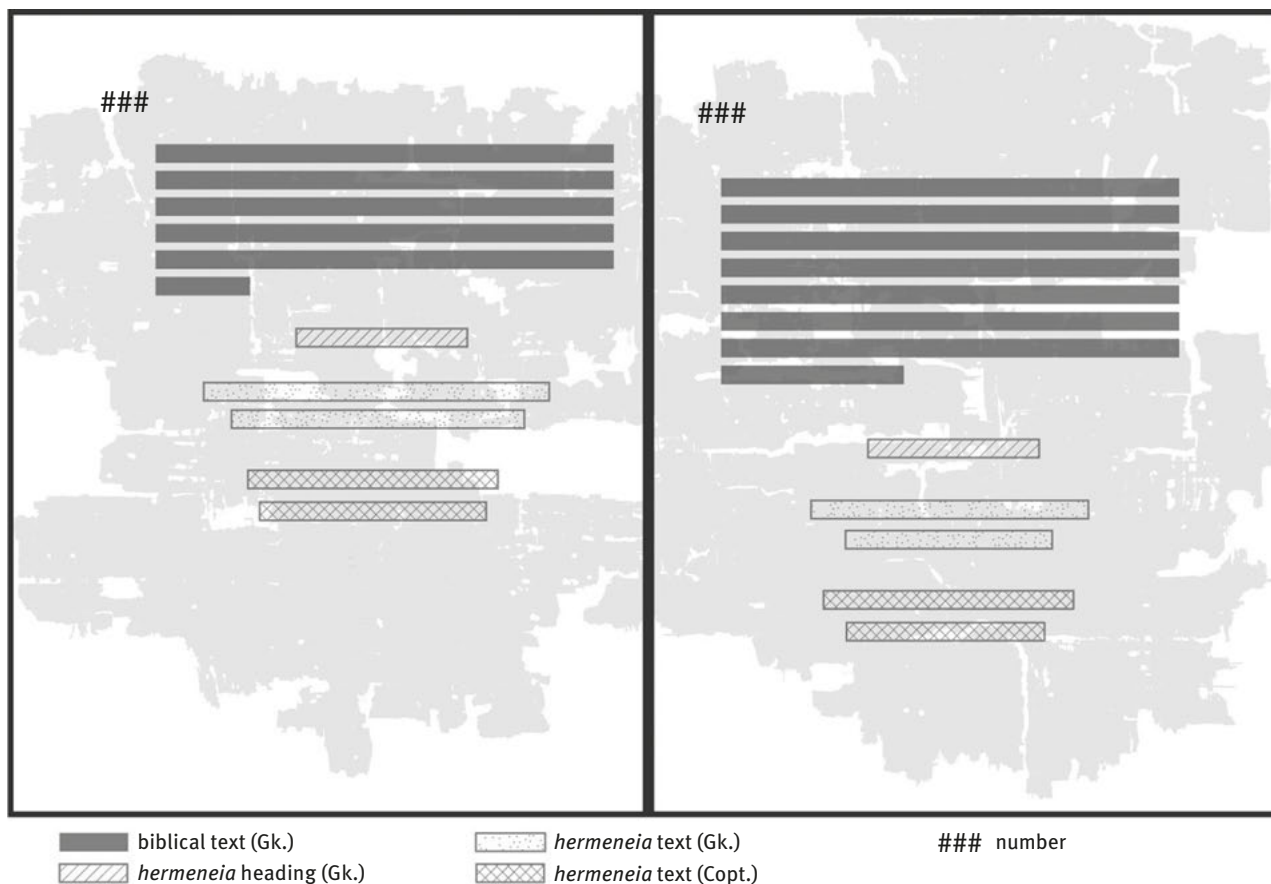 ###
###
biblical text (Gk.)
hermeneia text (Gk.)
### number
hermeneia heading (Gk.)
hermeneia text (Copt.)